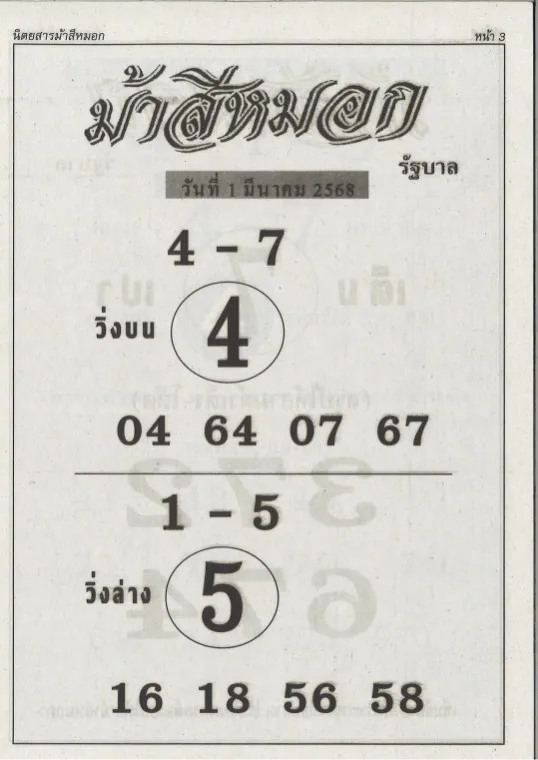 นิตยสารม้าสีหมอก
หน้า 3
ม้าสีหมอก
รัฐบาล
วันที่ 1 มีนาคม 2568
4 - 7
วิ่งบน 4
04 64 07 67
1 - 5
วิ่งล่าง 5
16 18 56 58